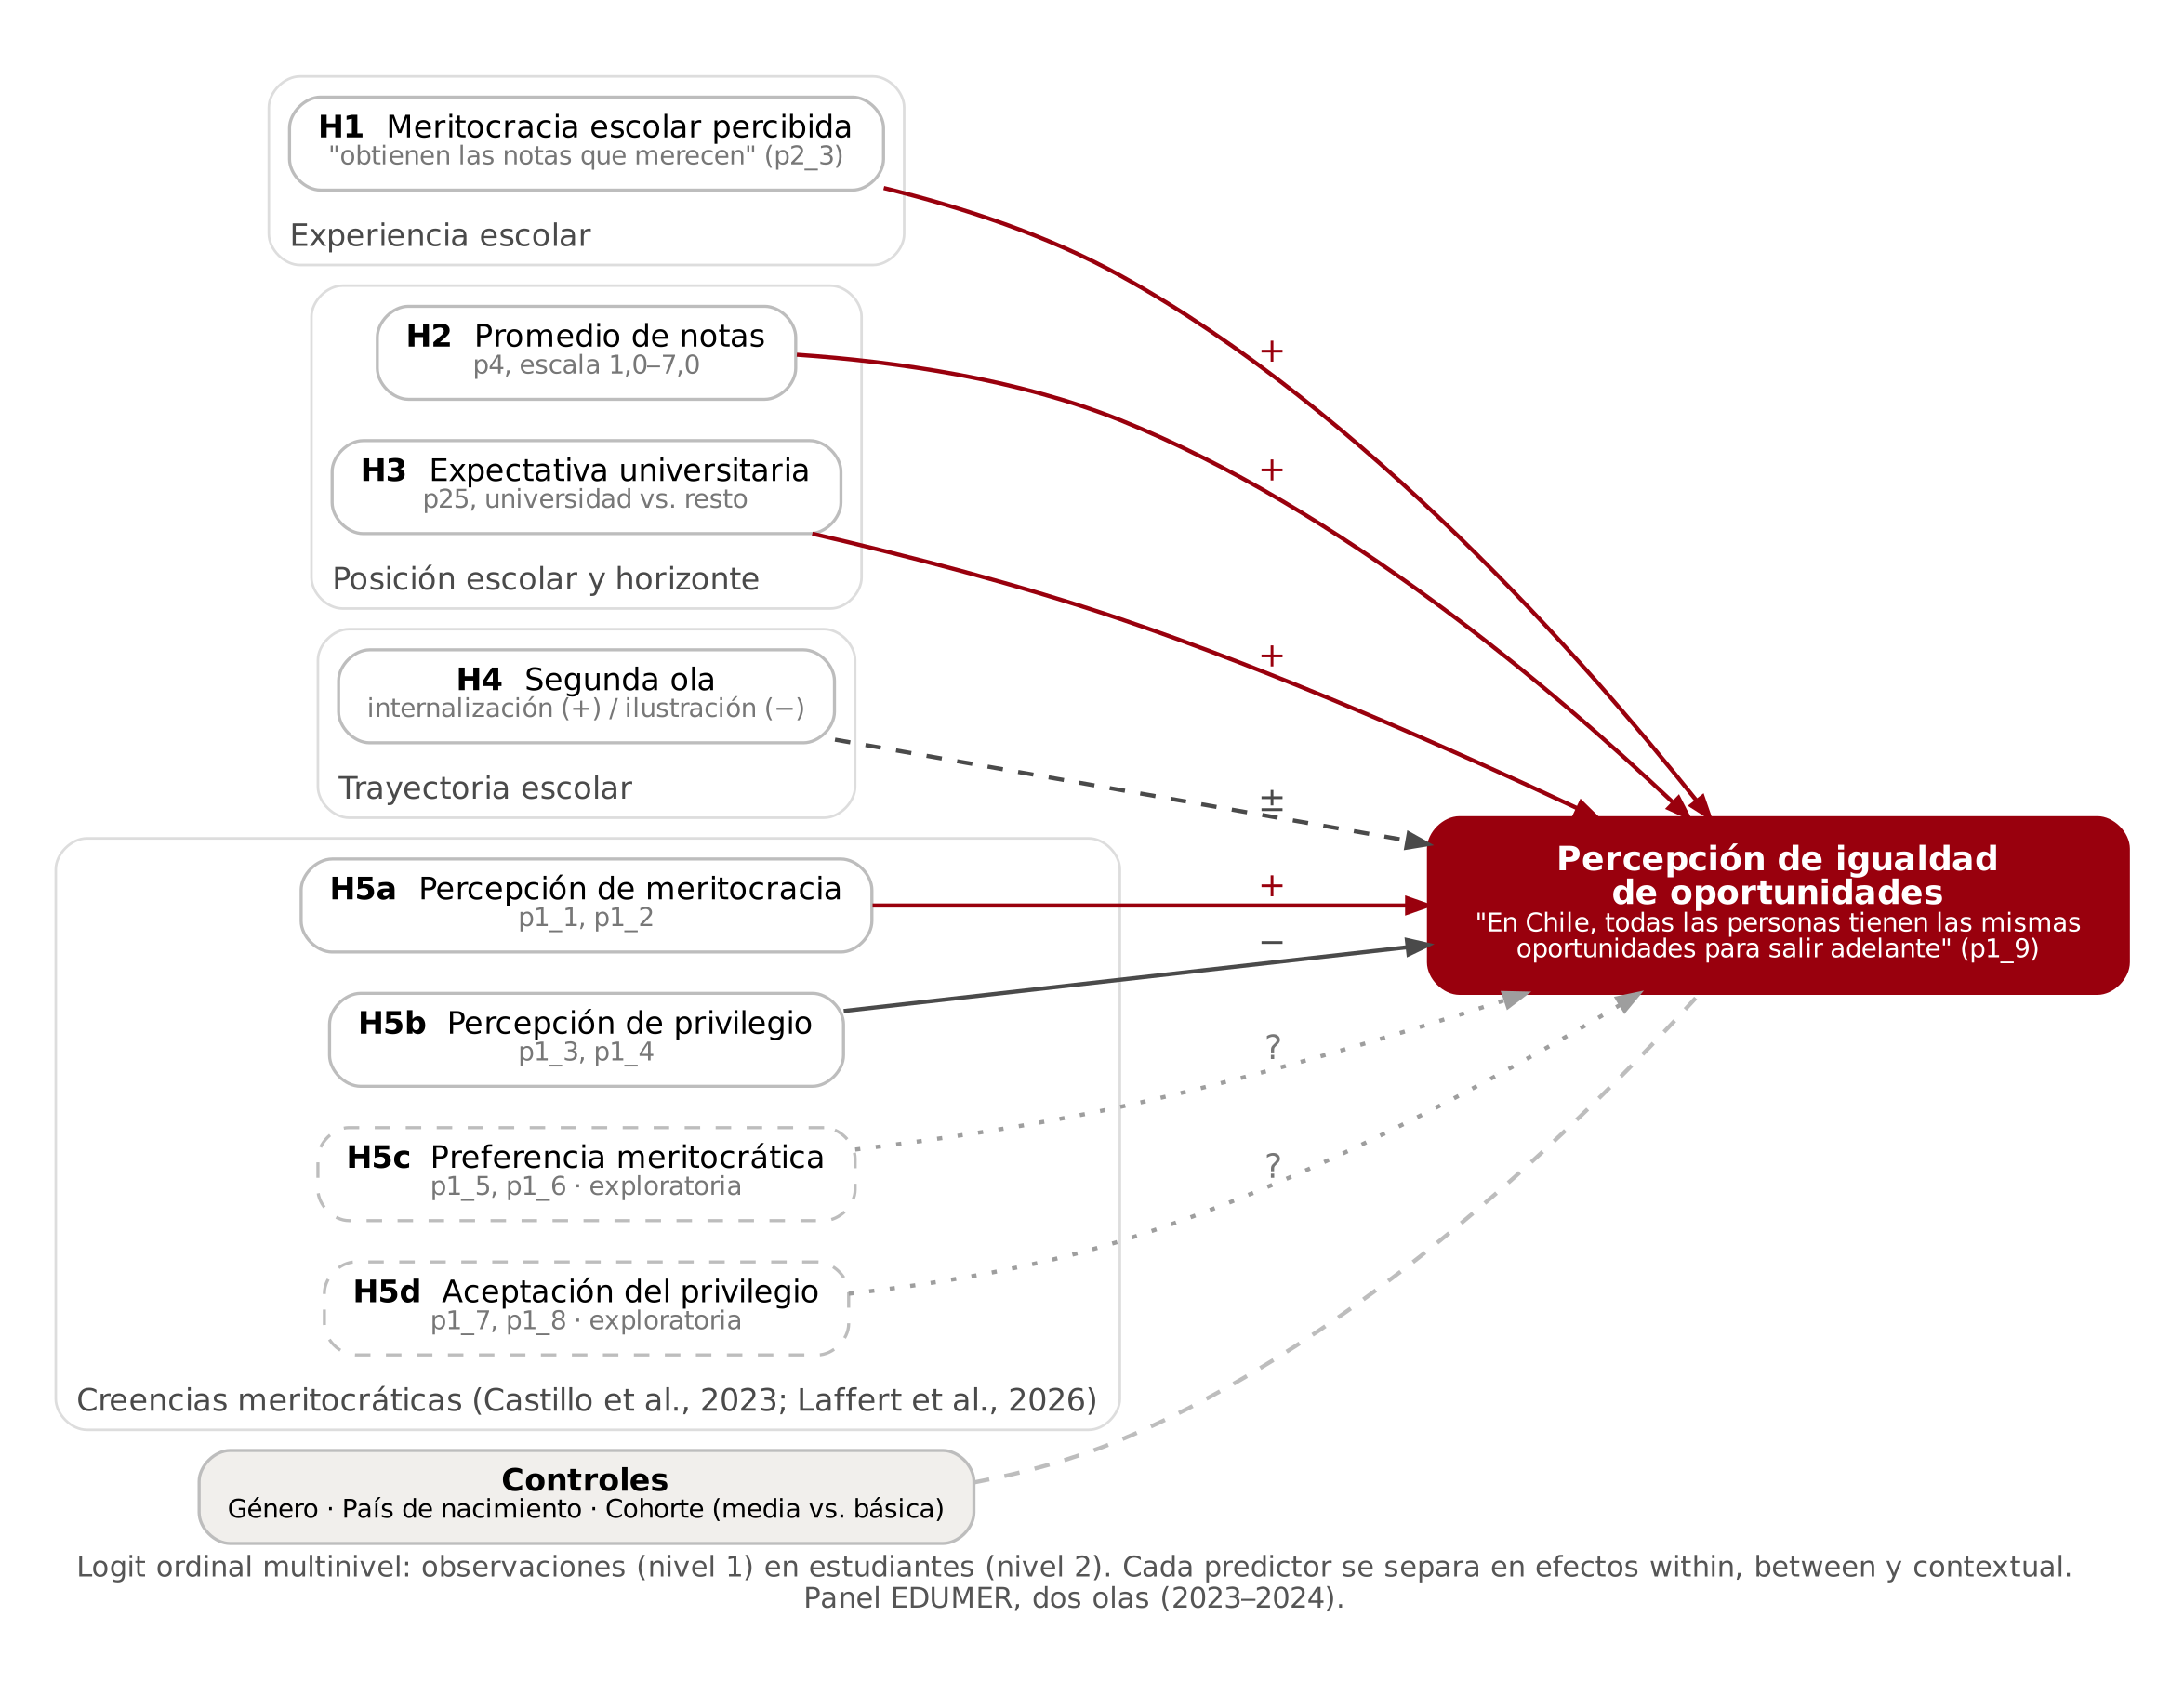 H1 Meritocracia escolar percibida
"obtienen las notas que merecen" (p2_3)
Experiencia escolar
H2 Promedio de notas
p4, escala 1,0–7,0
H3 Expectativa universitaria
p25, universidad vs. resto
Posición escolar y horizonte
H4 Segunda ola
internalización (+) / ilustración (−)
Trayectoria escolar
H5a Percepción de meritocracia
p1_1, p1_2
H5b Percepción de privilegio
p1_3, p1_4
H5c Preferencia meritocrática
p1_5, p1_6 · exploratoria
H5d Aceptación del privilegio
p1_7, p1_8 · exploratoria
Creencias meritocráticas (Castillo et al., 2023; Laffert et al., 2026)
Controles
Género · País de nacimiento · Cohorte (media vs. básica)
+
+
+
±
+
−
?
?
Percepción de igualdad
de oportunidades
"En Chile, todas las personas tienen las mismas
oportunidades para salir adelante" (p1_9)
Logit ordinal multinivel: observaciones (nivel 1) en estudiantes (nivel 2). Cada predictor se separa en efectos within, between y contextual.
Panel EDUMER, dos olas (2023–2024).